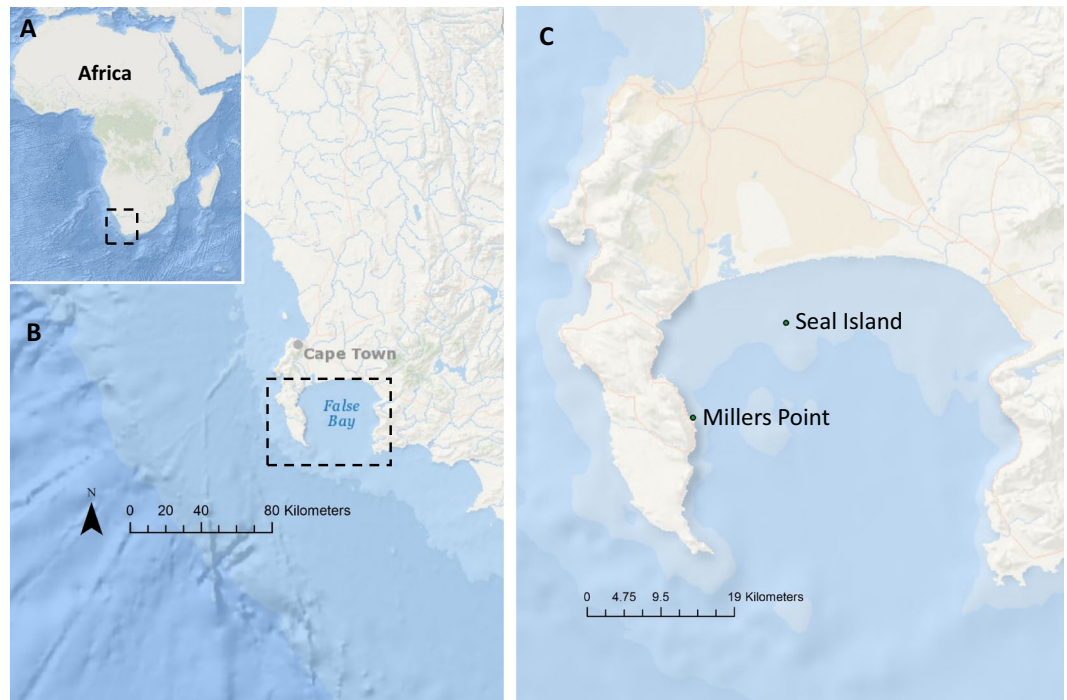 A
Africa
B
Cape Town
False
Bay
N
0 20 40 80 Kilometers
C
Seal Island
Millers Point
0 4.75 9.5 19 Kilometers